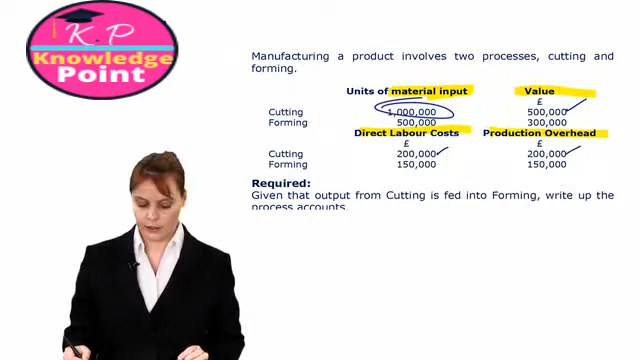 K.P
Knowledge
Point
Manufacturing a product involves two processes, cutting and
forming.
Units of material input Value
£
Cutting 1,000,000 500,000
Forming 500,000 300,000
Direct Labour Costs Production Overhead
£ £
Cutting 200,000 200,000
Forming 150,000 150,000
Required:
Given that output from Cutting is fed into Forming, write up the
process accounts.